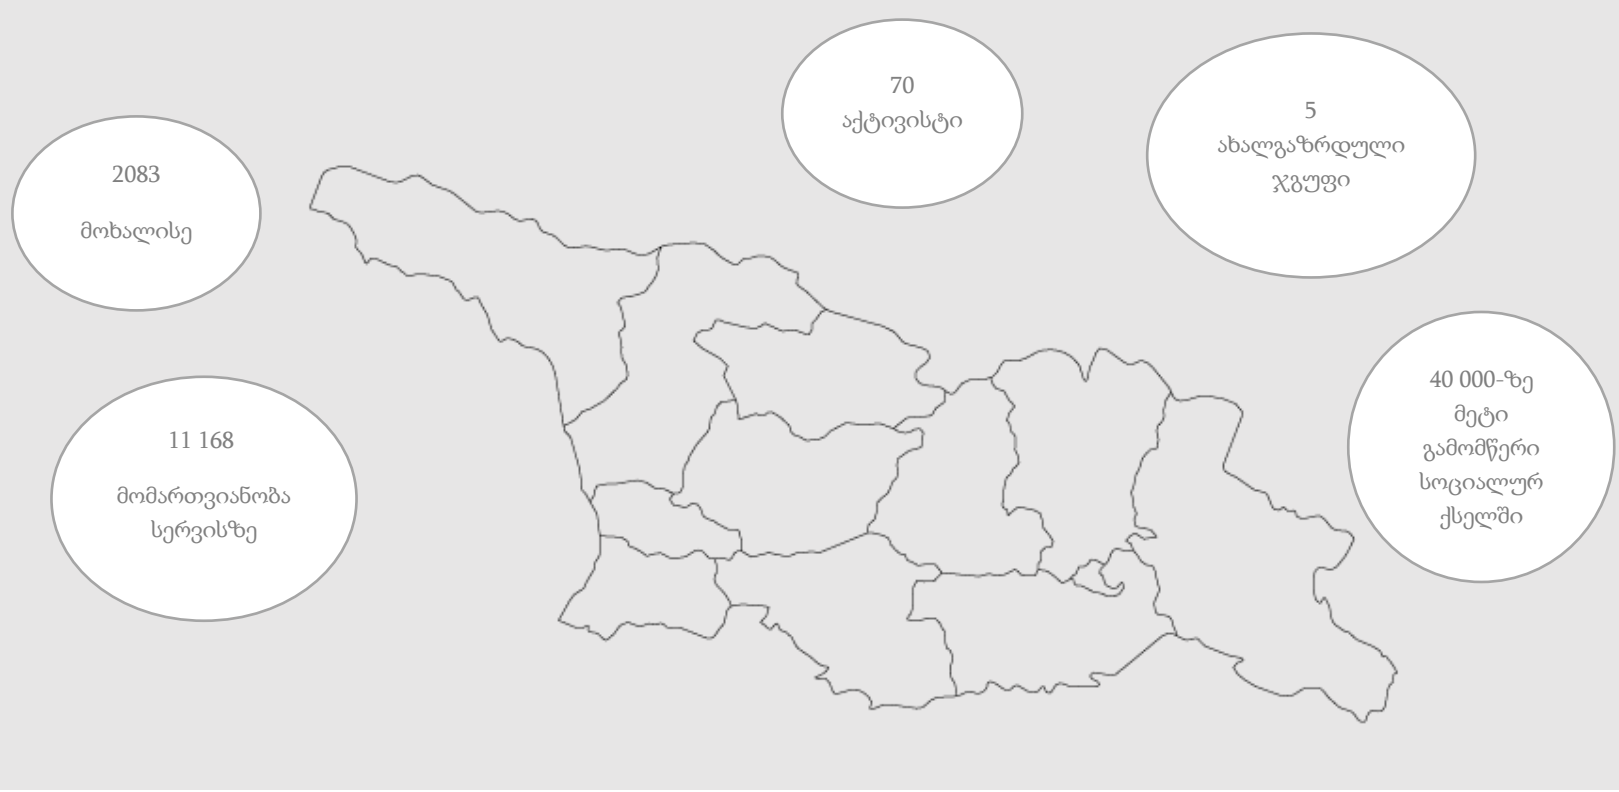 70
აქტივისტი
5
ახალგაზრდული
ჯგუფი
2083
მოხალისე
11 168
მომართვიანობა
სერვისზე
40 000-ზე
მეტი
გამომწერი
სოციალურ
ქსელში